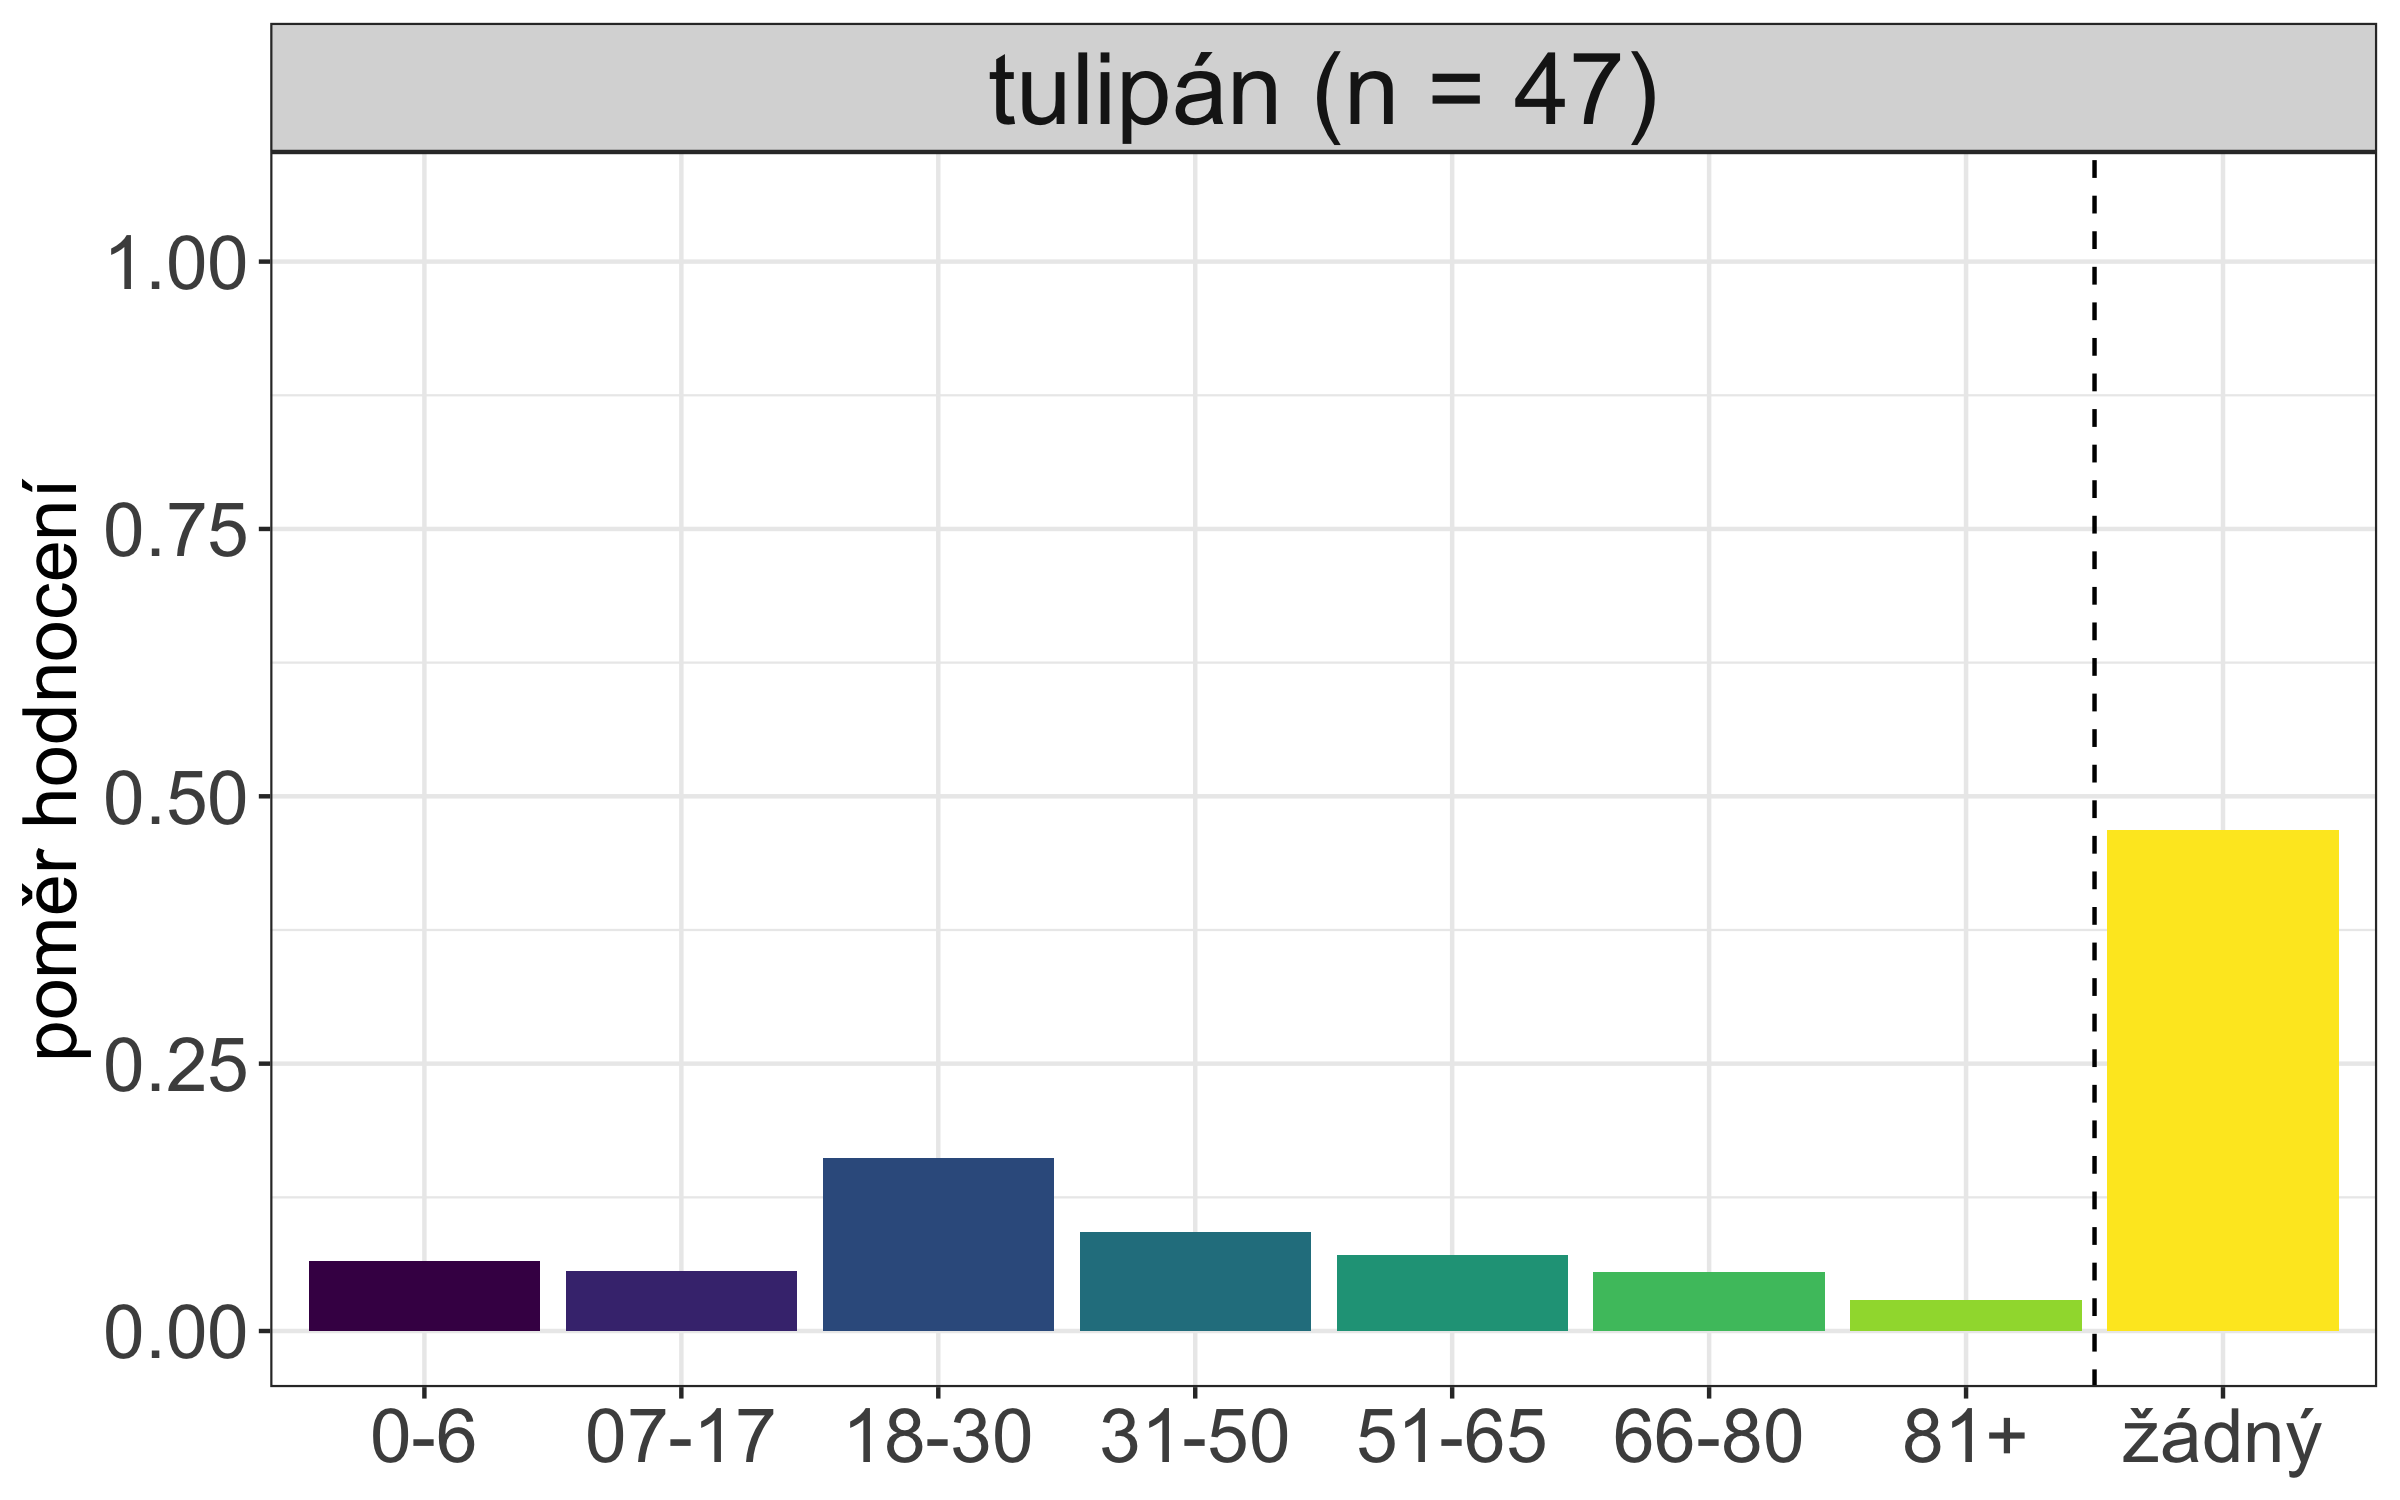 tulipán (n = 47)
poměr hodnocení
1.00
0.75
0.50
0.25
0.00
0-6 07-17 18-30 31-50 51-65 66-80 81+ žádný